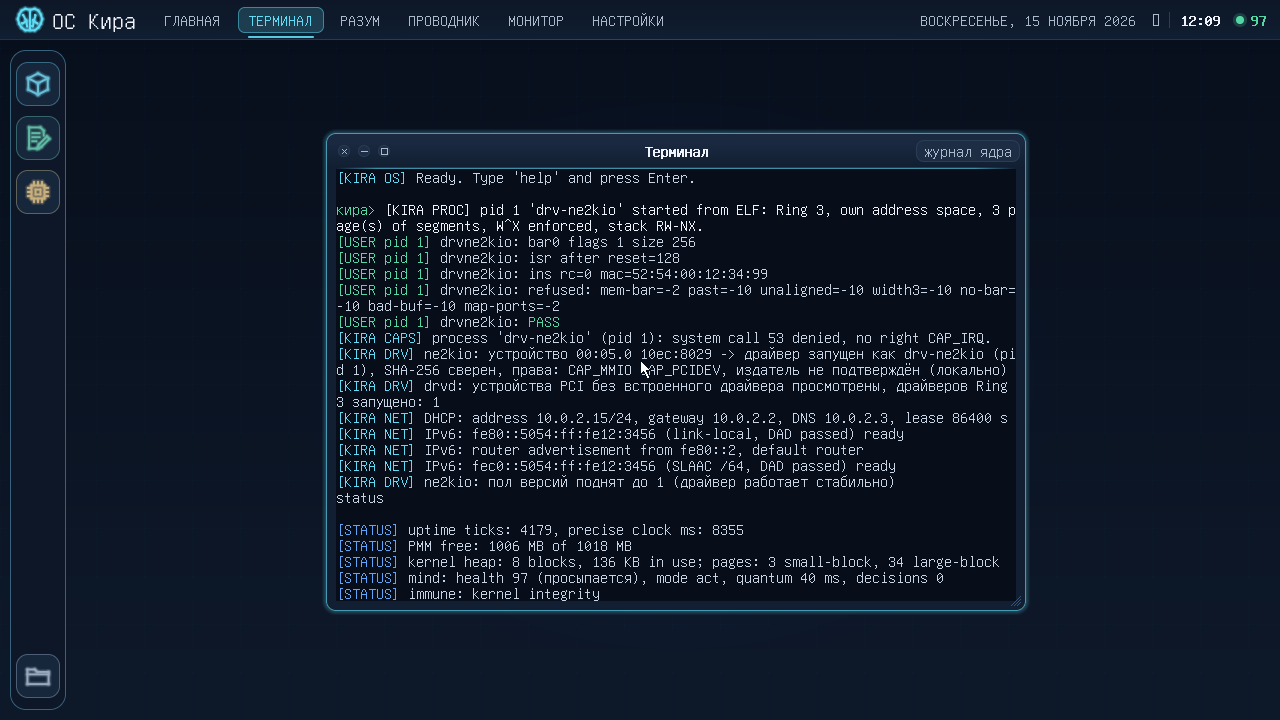 ОС Кира ГЛАВНАЯ ТЕРМИНАЛ РАЗУМ ПРОВОДНИК МОНИТОР НАСТРОЙКИ ВОСКРЕСЕНЬЕ, 15 НОЯБРЯ 2026 12:09 97
Терминал журнал ядра
[KIRA OS] Ready. Type 'help' and press Enter.
кира> [KIRA PROC] pid 1 'drv-ne2kio' started from ELF: Ring 3, own address space, 3 p
age(s) of segments, W^X enforced, stack RW-NX.
[USER pid 1] drvne2kio: bar0 flags 1 size 256
[USER pid 1] drvne2kio: isr after reset=128
[USER pid 1] drvne2kio: ins rc=0 mac=52:54:00:12:34:99
[USER pid 1] drvne2kio: refused: mem-bar=-2 past=-10 unaligned=-10 width3=-10 no-bar=
-10 bad-buf=-10 map-ports=-2
[USER pid 1] drvne2kio: PASS
[KIRA CAPS] process 'drv-ne2kio' (pid 1): system call 53 denied, no right CAP_IRQ.
[KIRA DRV] ne2kio: устройство 00:05.0 10ec:8029 -> драйвер запущен как drv-ne2kio (pi
d 1), SHA-256 сверен, права: CAP_MMIO CAP_PCIDEV, издатель не подтверждён (локально)
[KIRA DRV] drvd: устройства PCI без встроенного драйвера просмотрены, драйверов Ring
3 запущено: 1
[KIRA NET] DHCP: address 10.0.2.15/24, gateway 10.0.2.2, DNS 10.0.2.3, lease 86400 s
[KIRA NET] IPv6: fe80::5054:ff:fe12:3456 (link-local, DAD passed) ready
[KIRA NET] IPv6: router advertisement from fe80::2, default router
[KIRA NET] IPv6: fec0::5054:ff:fe12:3456 (SLAAC /64, DAD passed) ready
[KIRA DRV] ne2kio: пол версий поднят до 1 (драйвер работает стабильно)
status
[STATUS] uptime ticks: 4179, precise clock ms: 8355
[STATUS] PMM free: 1006 MB of 1018 MB
[STATUS] kernel heap: 8 blocks, 136 KB in use; pages: 3 small-block, 34 large-block
[STATUS] mind: health 97 (просыпается), mode act, quantum 40 ms, decisions 0
[STATUS] immune: kernel integrity